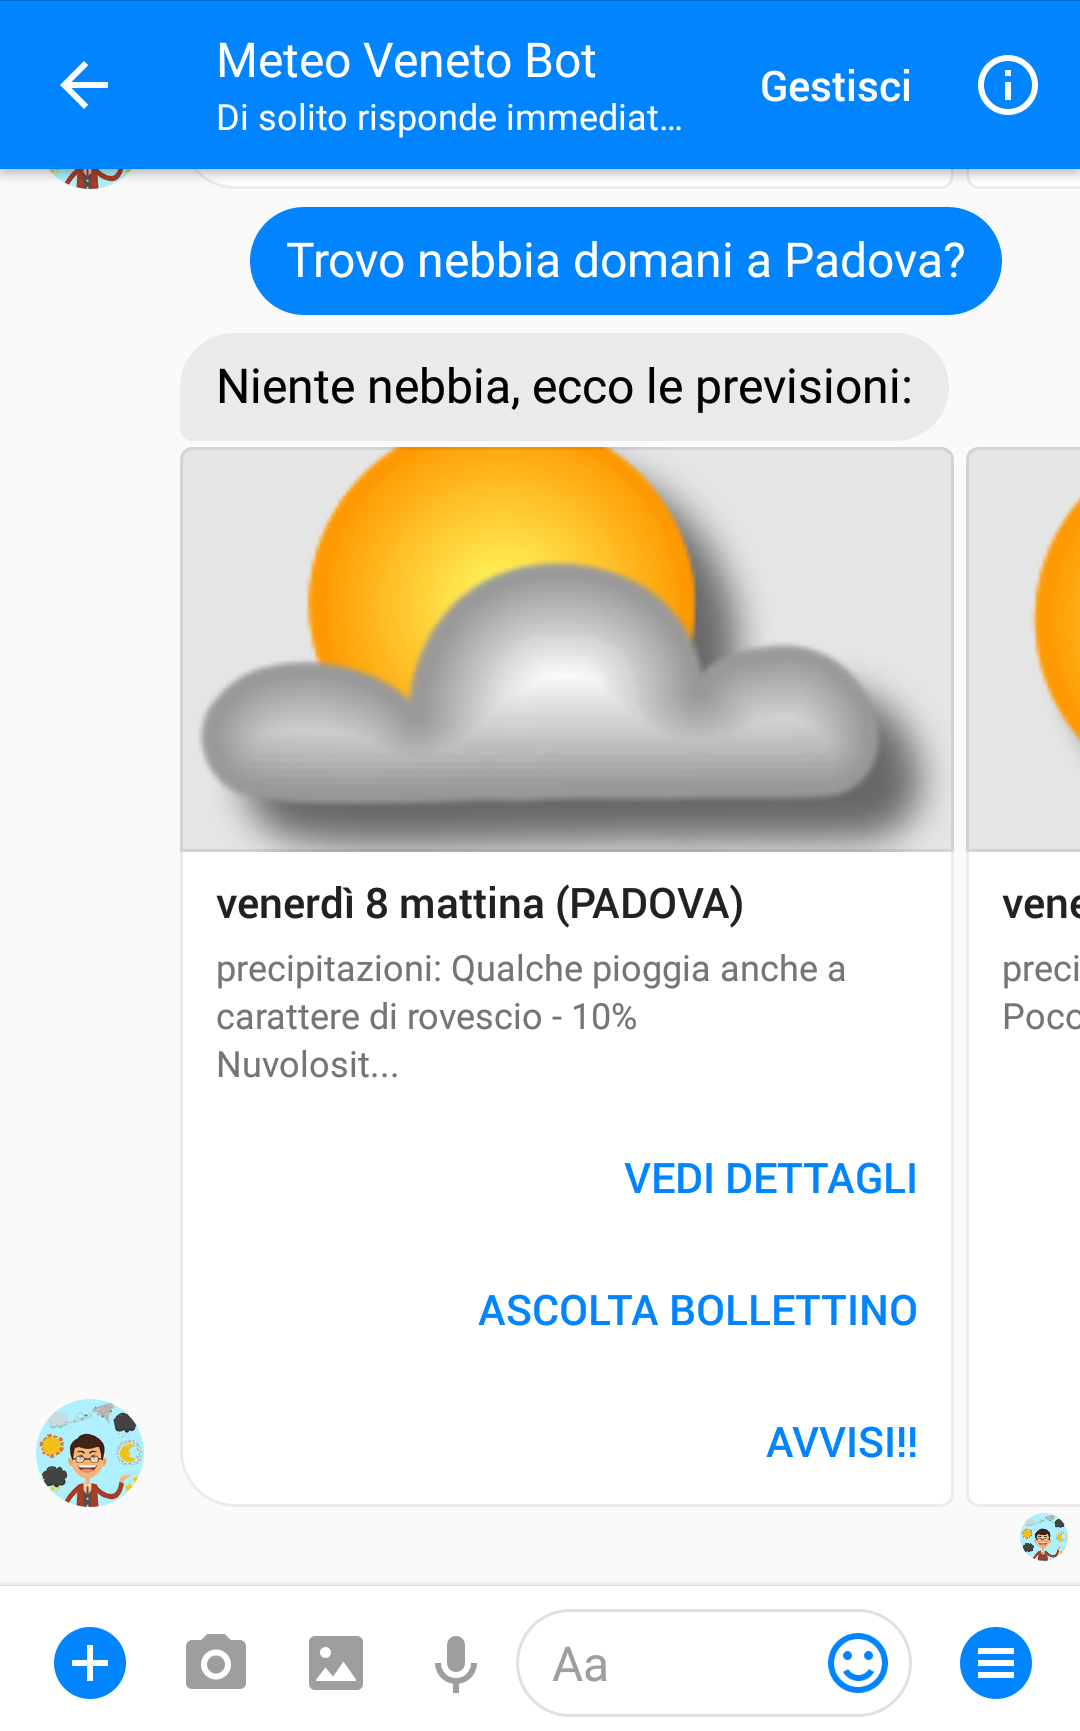 Meteo Veneto Bot
Di solito risponde immediat...
Gestisci
Trovo nebbia domani a Padova?
Niente nebbia, ecco le previsioni:
venerdì 8 mattina (PADOVA)
precipitazioni: Qualche pioggia anche a
carattere di rovescio - 10%
Nuvolosit...
VEDI DETTAGLI
ASCOLTA BOLLETTINO
AVVISI!!
vene
preci
Poco
Aa